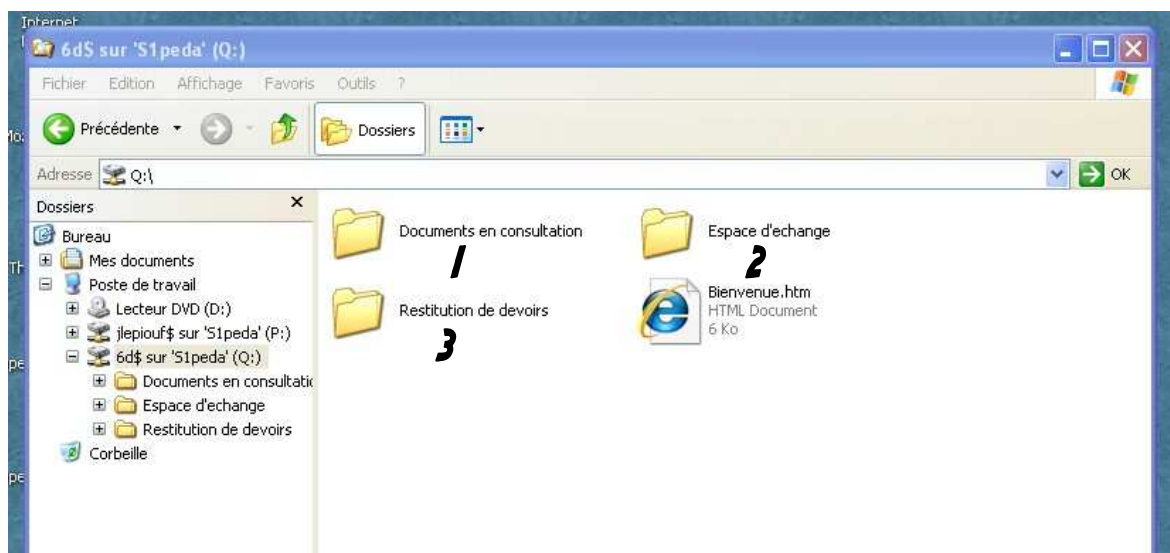 Internet
6d$ sur 'S1peda' (Q:)
Fichier Edition Affichage Favoris Outils ?
Précédente Dossiers
Adresse Q:\ OK
Dossiers ×
Bureau
Mes documents
Poste de travail
Lecteur DVD (D:)
jlepiouf$ sur 'S1peda' (P:)
6d$ sur 'S1peda' (Q:)
Documents en consultatio
Espace d'echange
Restitution de devoirs
Corbeille
Documents en consultation
1
Espace d'echange
2
Restitution de devoirs
3
Bienvenue.htm
HTML Document
6 Ko